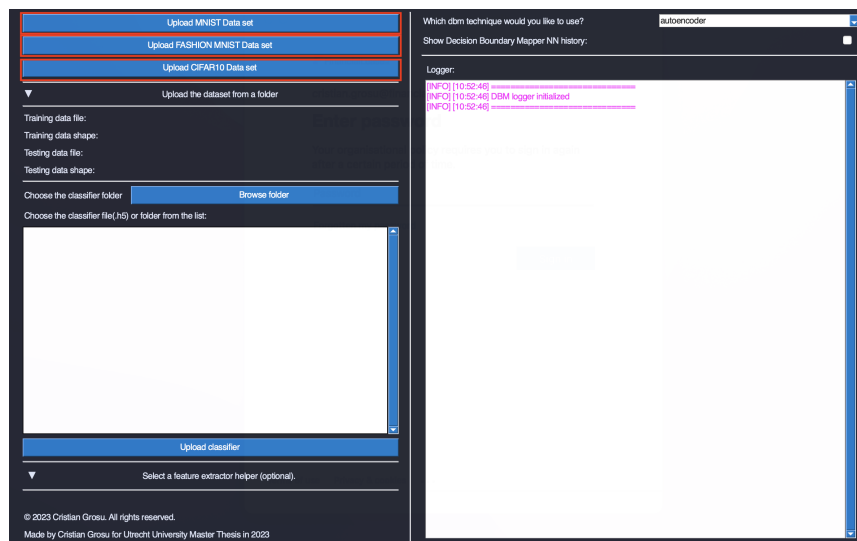 Upload MNIST Data set
Upload FASHION MNIST Data set
Upload CIFAR10 Data set
Upload the dataset from a folder
Training data file:
Training data shape:
Testing data file:
Testing data shape:
Choose the classifier folder
Browse folder
Choose the classifier file(.h5) or folder from the list:
Upload classifier
Select a feature extractor helper (optional).
© 2023 Cristian Grosu. All rights reserved.
Made by Cristian Grosu for Utrecht University Master Thesis in 2023
Which dbm technique would you like to use?
autoencoder
Show Decision Boundary Mapper NN history:
Logger:
[INFO] [10:52:46] =============================
[INFO] [10:52:46] DBM logger initialized
[INFO] [10:52:46] =============================